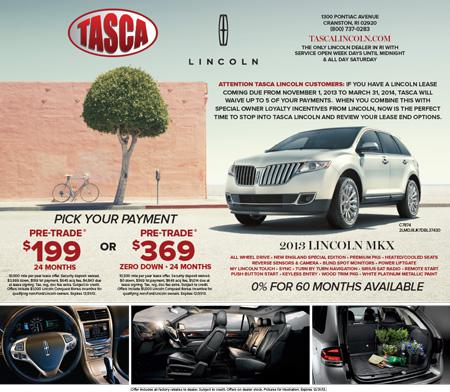 TASCA
LINCOLN
1300 PONTIAC AVENUE
CRANSTON, RI 02920
(800) 737-0283
TASCALINCOLN.COM
THE ONLY LINCOLN DEALER IN RI WITH
SERVICE OPEN WEEK DAYS UNTIL MIDNIGHT
& ALL DAY SATURDAY
ATTENTION TASCA LINCOLN CUSTOMERS: IF YOU HAVE A LINCOLN LEASE
COMING DUE FROM NOVEMBER 1, 2013 TO MARCH 31, 2014, TASCA WILL
WAIVE UP TO 5 OF YOUR PAYMENTS. WHEN YOU COMBINE THIS WITH
SPECIAL OWNER LOYALTY INCENTIVES FROM LINCOLN, NOW IS THE PERFECT
TIME TO STOP INTO TASCA LINCOLN AND REVIEW YOUR LEASE END OPTIONS.
PICK YOUR PAYMENT
PRE-TRADE
$199
24 MONTHS
OR
PRE-TRADE
$369
ZERO DOWN - 24 MONTHS
2013 LINCOLN MKX
ALL WHEEL DRIVE - NEW ENGLAND SPECIAL EDITION - PREMIUM PKG - HEATED/COOLED SEATS
REVERSE SENSORS & CAMERA - BLIND SPOT MONITORS - POWER LIFTGATE
MY LINCOLN TOUCH - SYNC - TURN BY TURN NAVIGATION - SIRIUS SAT RADIO - REMOTE START
PUSH BUTTON START - KEYLESS ENTRY - WOOD TRIM PKG - WHITE PLATINUM METALLIC PAINT
0% FOR 60 MONTHS AVAILABLE